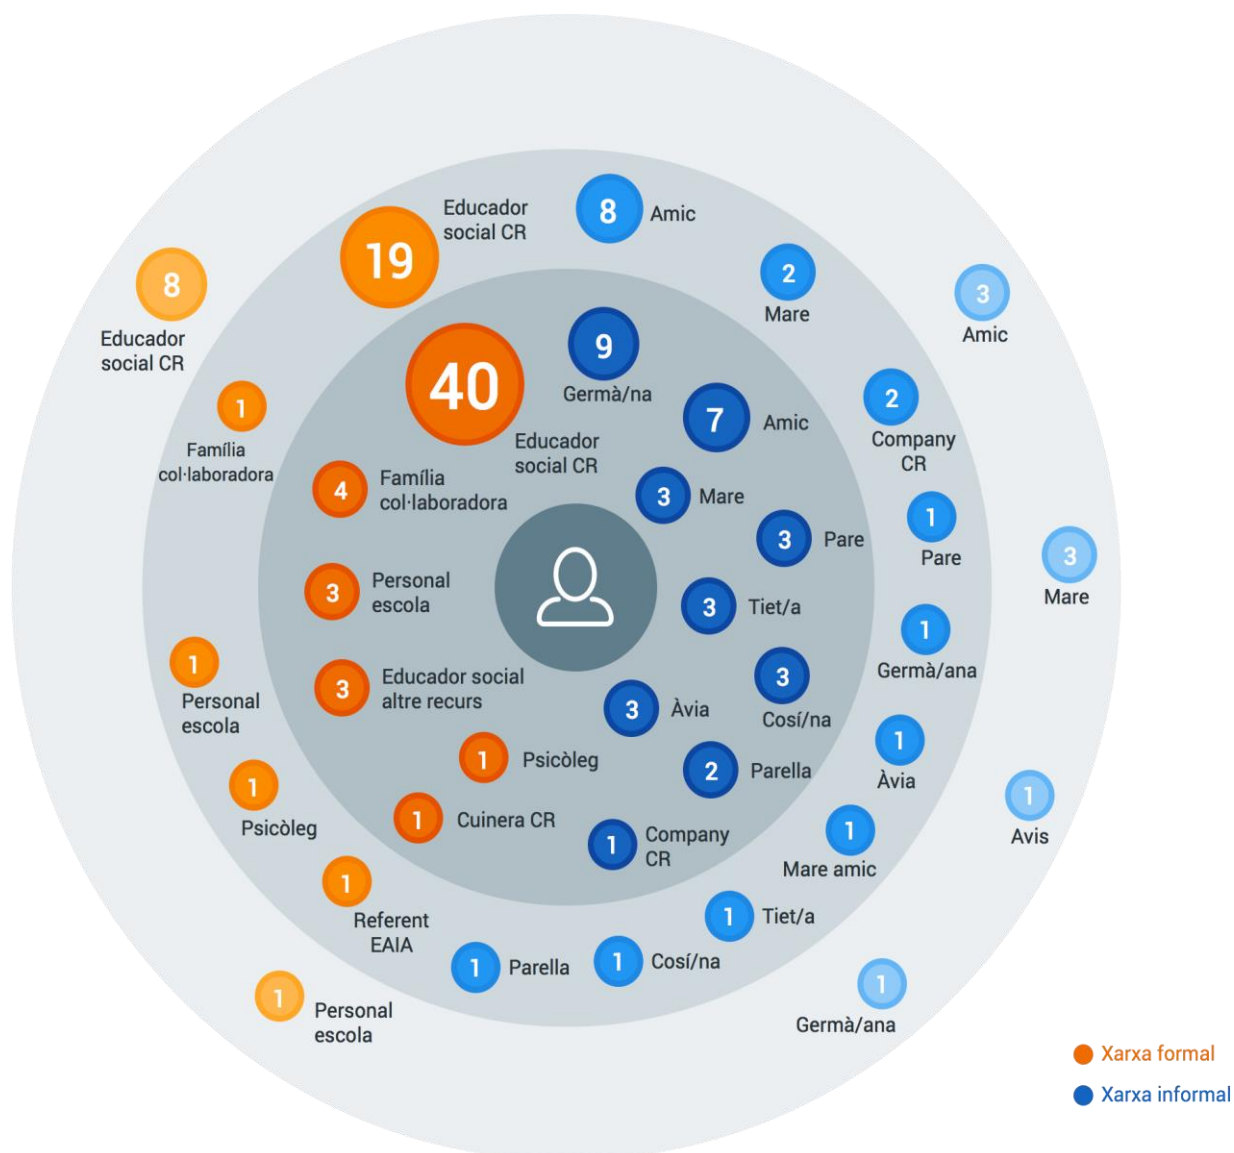 8
Educador
social CR
19
Educador
social CR
8
Amic
2
Mare
3
Amic
1
Família
col·laboradora
40
Educador
social CR
9
Germà/na
7
Amic
2
Company
CR
4
Família
col·laboradora
3
Mare
3
Pare
1
Pare
3
Mare
3
Personal
escola
3
Tiet/a
1
Germà/ana
1
Personal
escola
3
Educador social
altre recurs
3
Àvia
3
Cosí/na
1
Àvia
1
Psicòleg
1
Psicòleg
2
Parella
1
Avis
1
Cuinera CR
1
Company
CR
1
Mare amic
1
Referent
EAIA
1
Parella
1
Cosí/na
1
Tiet/a
1
Personal
escola
1
Germà/ana
Xarxa formal
Xarxa informal